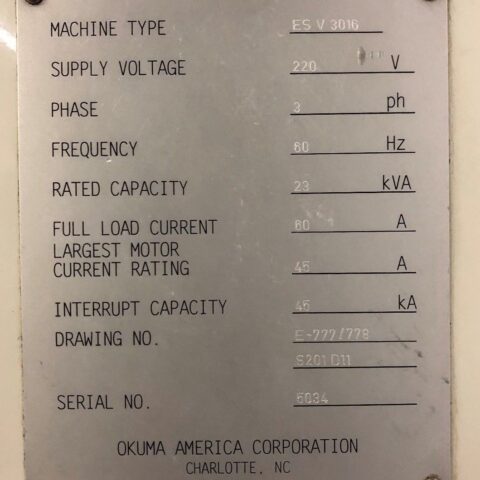 MACHINE TYPE ES V 3016
SUPPLY VOLTAGE 220 V
PHASE 3 ph
FREQUENCY 60 Hz
RATED CAPACITY 23 kVA
FULL LOAD CURRENT 60 A
LARGEST MOTOR
CURRENT RATING 45 A
INTERRUPT CAPACITY 45 kA
DRAWING NO. E-777/778
S201 D11
SERIAL NO. 5034
OKUMA AMERICA CORPORATION
CHARLOTTE, NC